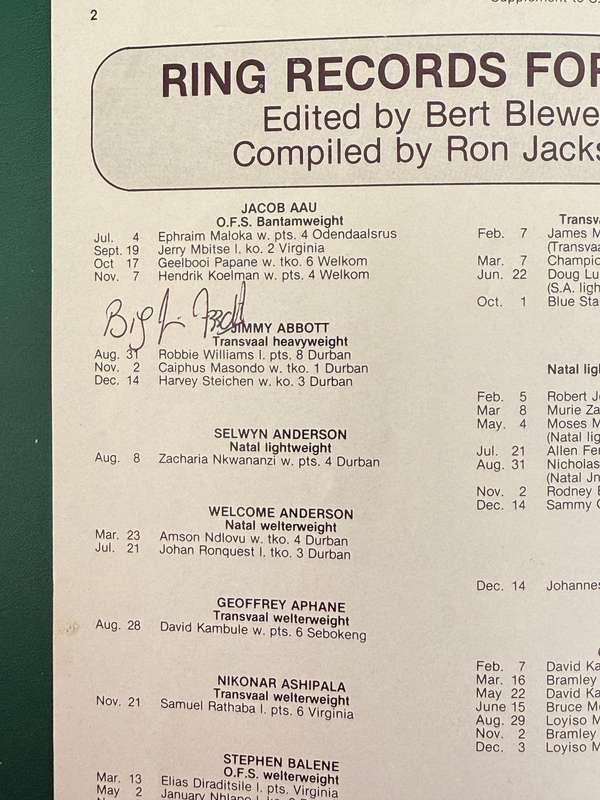 2
RING RECORDS FOR
Edited by Bert Blewe
Compiled by Ron Jacks
JACOB AAU
O.F.S. Bantamweight
Jul. 4 Ephraim Maloka w. pts. 4 Odendaalsrus
Sept. 19 Jerry Mbitse l. ko. 2 Virginia
Oct 17 Geelbooi Papane w. tko. 6 Welkom
Nov. 7 Hendrik Koelman w. pts. 4 Welkom
JIMMY ABBOTT
Transvaal heavyweight
Aug. 31 Robbie Williams l. pts. 8 Durban
Nov. 2 Caiphus Masondo w. tko. 1 Durban
Dec. 14 Harvey Steichen w. ko. 3 Durban
SELWYN ANDERSON
Natal lightweight
Aug. 8 Zacharia Nkwananzi w. pts. 4 Durban
WELCOME ANDERSON
Natal welterweight
Mar. 23 Amson Ndlovu w. tko. 4 Durban
Jul. 21 Johan Ronquest l. tko. 3 Durban
GEOFFREY APHANE
Transvaal welterweight
Aug. 28 David Kambule w. pts. 6 Sebokeng
NIKONAR ASHIPALA
Transvaal welterweight
Nov. 21 Samuel Rathaba l. pts. 6 Virginia
STEPHEN BALENE
O.F.S. welterweight
Mar. 13 Elias Diraditsile l. pts. Virginia
May 2 January
Transv
Feb. 7 James M
(Transvaa
Mar. 7 Champio
Jun. 22 Doug Lu
(S.A. ligh
Oct. 1 Blue Sta
Natal lig
Feb. 5 Robert J
Mar 8 Murie Za
May. 4 Moses M
(Natal lig
Jul. 21 Allen Fer
Aug. 31 Nicholas
(Natal Jn
Nov. 2 Rodney
Dec. 14 Sammy
Dec. 14 Johannes
Feb. 7 David Ka
Mar. 16 Bramley
May 22 David Ka
June 15 Bruce Mc
Aug. 29 Loyiso M
Nov. 2 Bramley
Dec. 3 Loyiso M